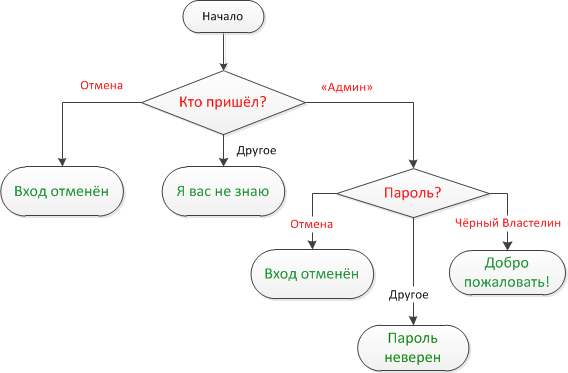 Начало
Отмена
«Админ»
Кто пришёл?
Другое
Вход отменён
Я вас не знаю
Пароль?
Отмена
Чёрный Властелин
Вход отменён
Добро
пожаловать!
Другое
Пароль
неверен